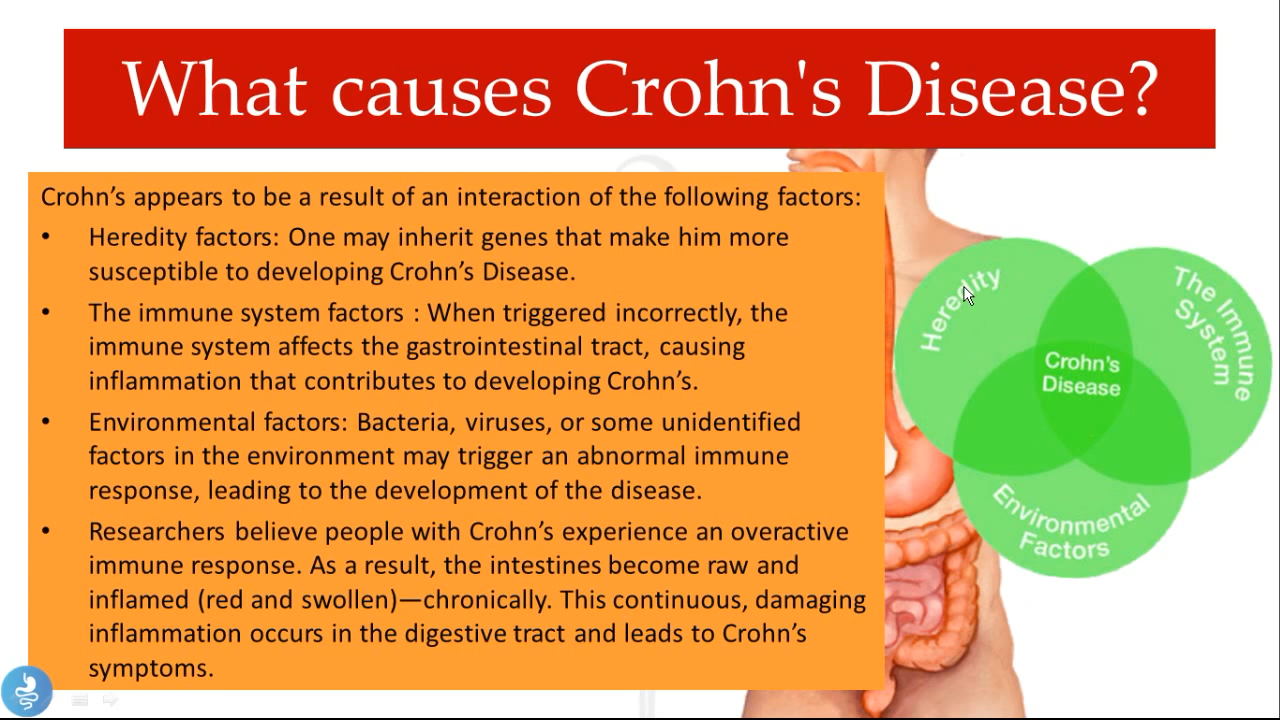 What causes Crohn's Disease?
Crohn’s appears to be a result of an interaction of the following factors:
• Heredity factors: One may inherit genes that make him more
susceptible to developing Crohn’s Disease.
• The immune system factors : When triggered incorrectly, the
immune system affects the gastrointestinal tract, causing
inflammation that contributes to developing Crohn’s.
• Environmental factors: Bacteria, viruses, or some unidentified
factors in the environment may trigger an abnormal immune
response, leading to the development of the disease.
• Researchers believe people with Crohn’s experience an overactive
immune response. As a result, the intestines become raw and
inflamed (red and swollen)—chronically. This continuous, damaging
inflammation occurs in the digestive tract and leads to Crohn’s
symptoms.
Heredity
The Immune
System
Crohn’s
Disease
Environmental
Factors